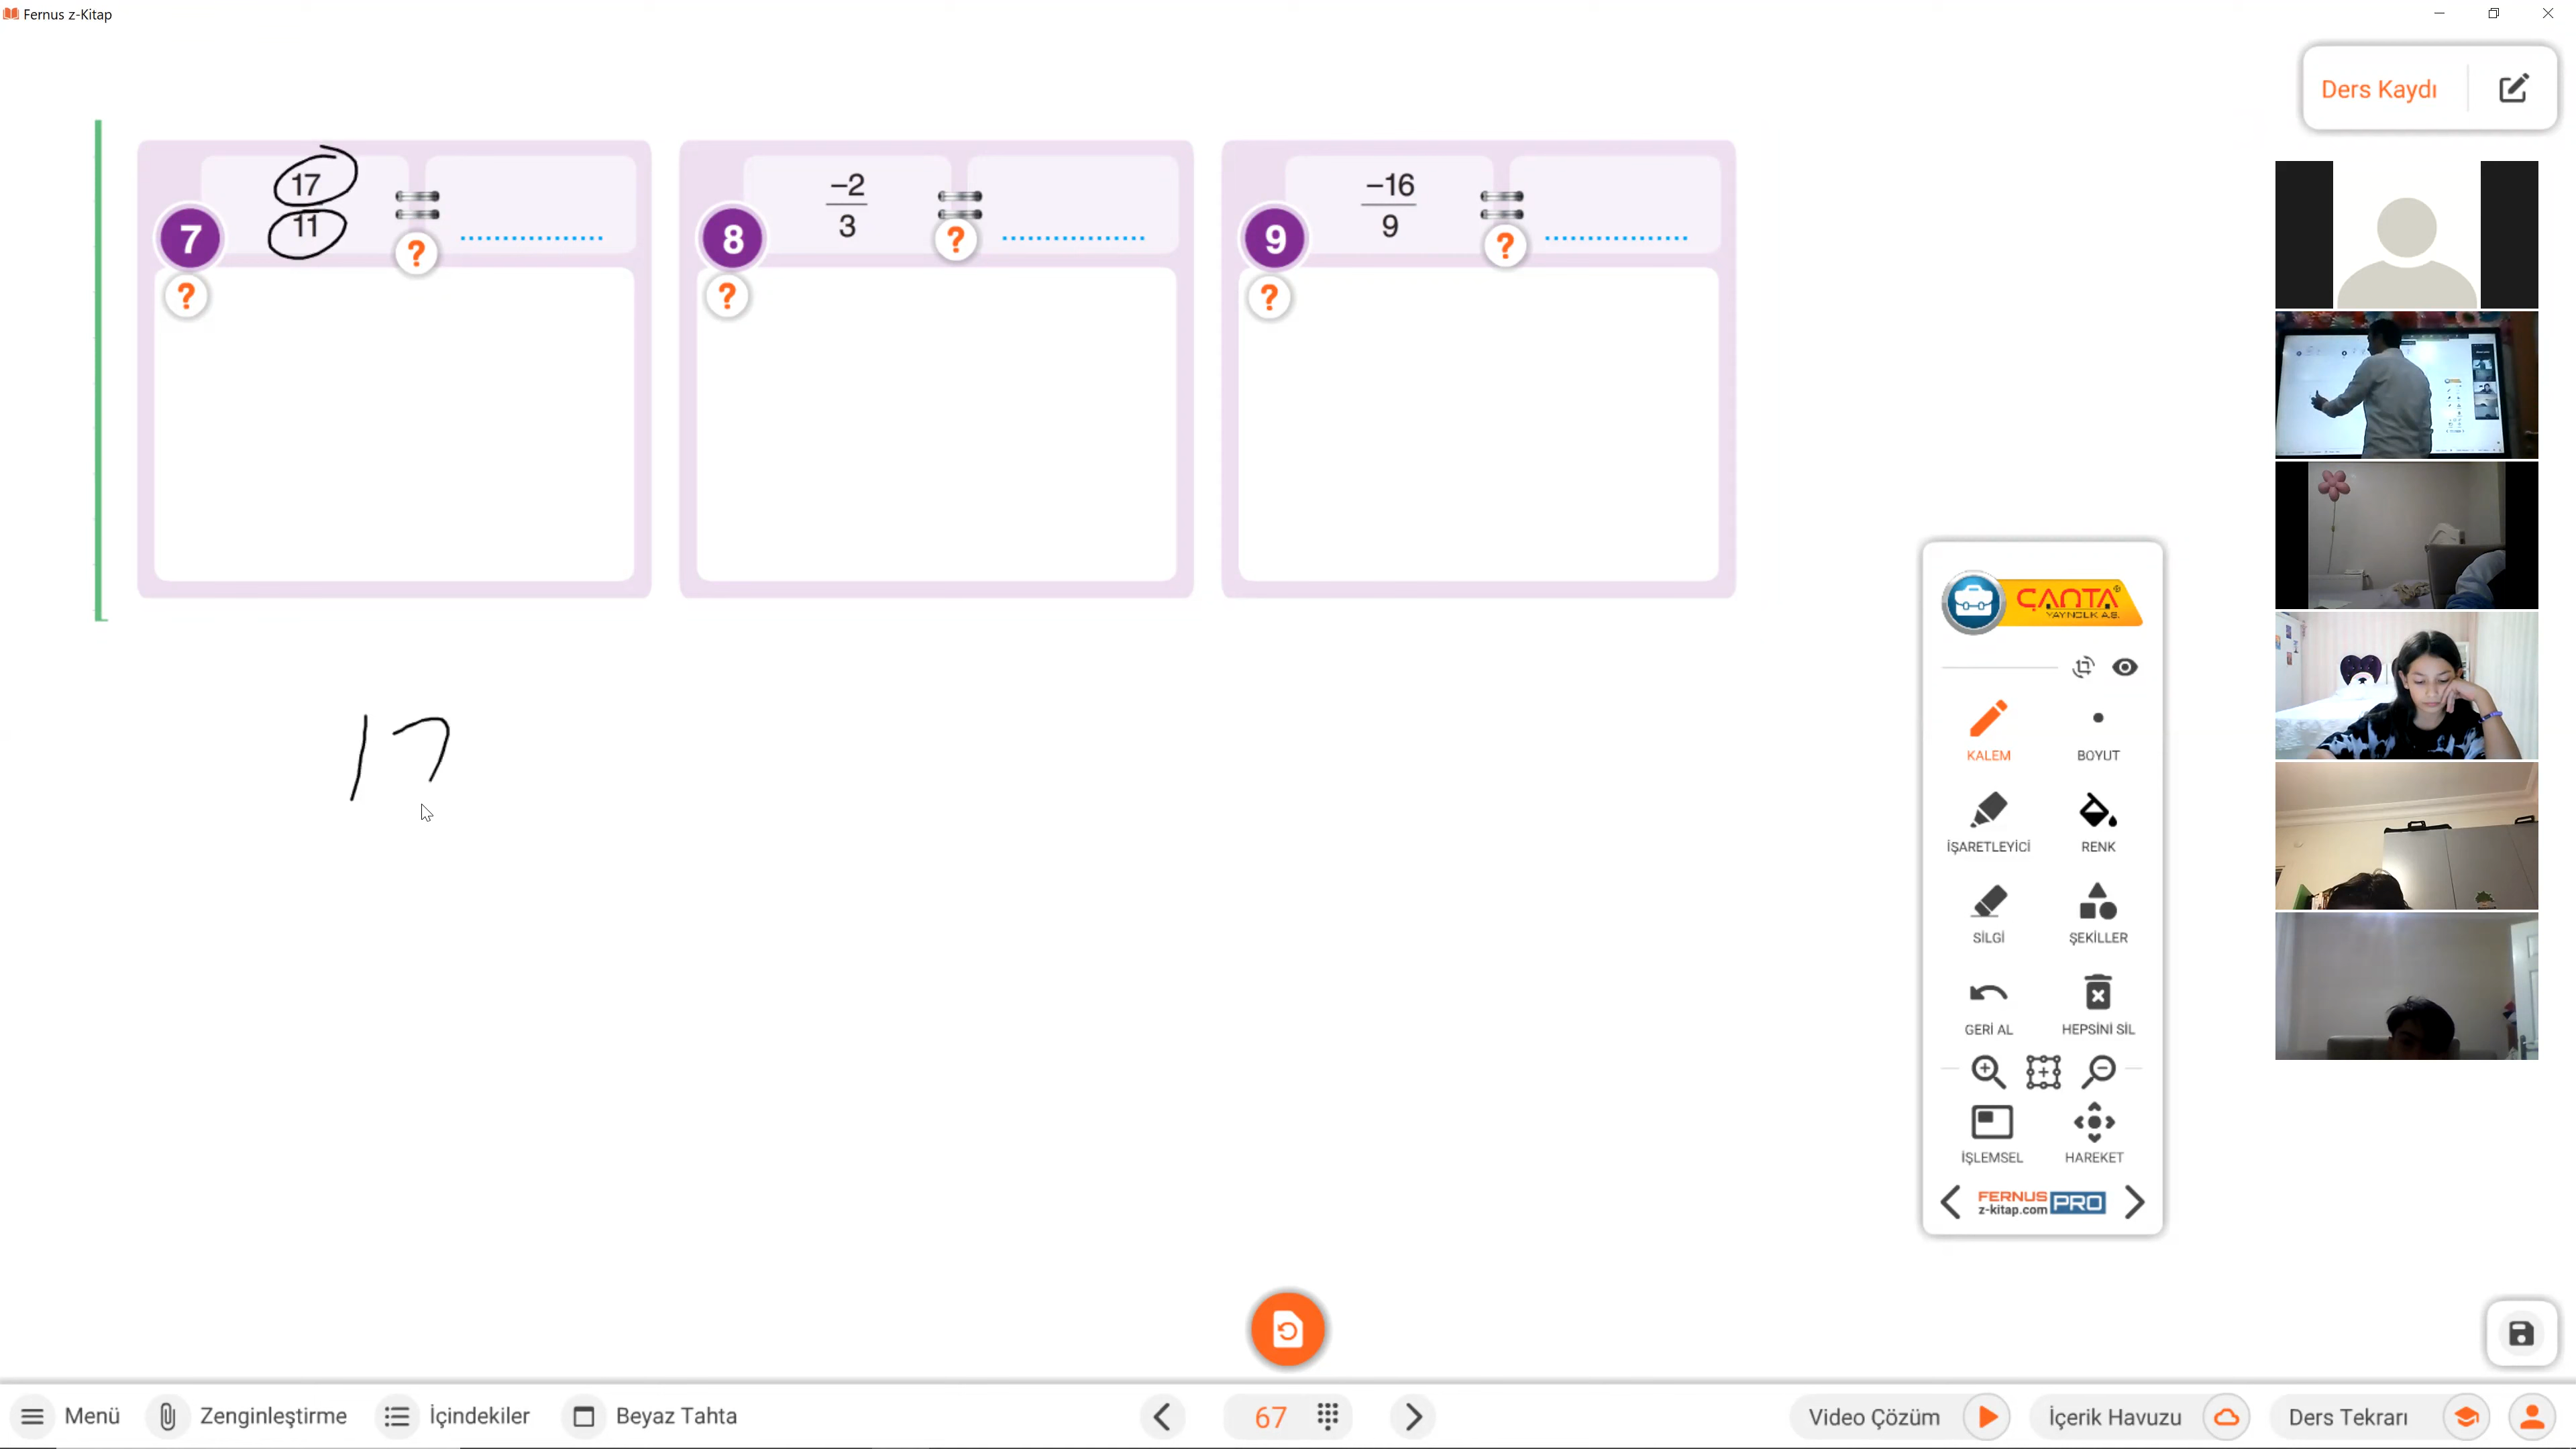 Fernus z-Kitap
Ders Kaydı
7
17
11
?
?
8
-2
3
?
?
9
-16
9
?
?
17
ÇANTA
YAYINCILIK A.Ş.
KALEM
BOYUT
İŞARETLEYİCİ
RENK
SİLGİ
ŞEKİLLER
GERİ AL
HEPSİNİ SİL
İŞLEMSEL
HAREKET
FERNUS PRO
z-kitap.com
Menü
Zenginleştirme
İçindekiler
Beyaz Tahta
67
Video Çözüm
İçerik Havuzu
Ders Tekrarı